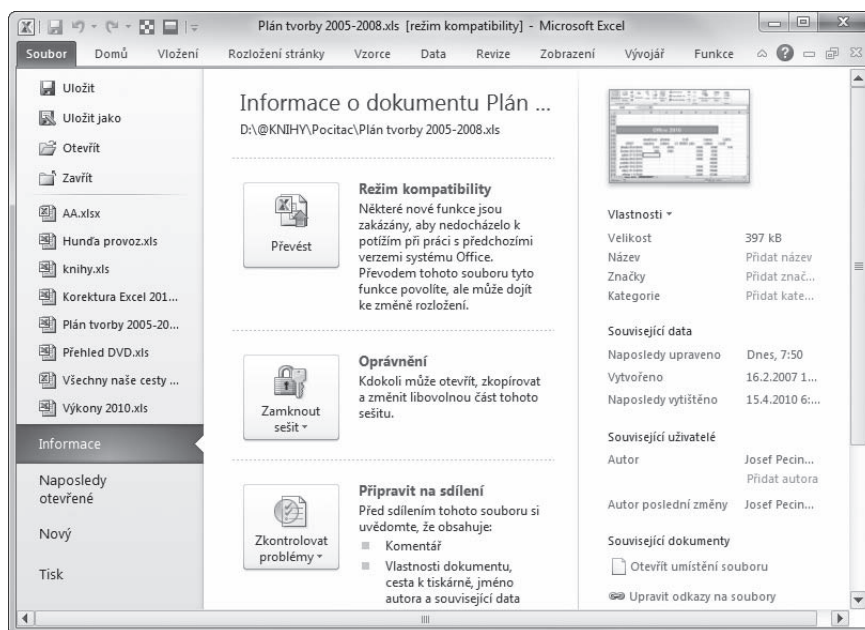 Plán tvorby 2005-2008.xls [režim kompatibility] - Microsoft Excel
Soubor Domů Vložení Rozložení stránky Vzorce Data Revize Zobrazení Vývojář Funkce
Uložit
Uložit jako
Otevřít
Zavřít
AA.xlsx
Hunďa provoz.xls
knihy.xls
Korektura Excel 201...
Plán tvorby 2005-20...
Přehled DVD.xls
Všechny naše cesty ...
Výkony 2010.xls
Informace
Naposledy
otevřené
Nový
Tisk
Informace o dokumentu Plán ...
D:\@KNIHY\Pocitac\Plán tvorby 2005-2008.xls
Převést
Režim kompatibility
Některé nové funkce jsou
zakázány, aby nedocházelo k
potížím při práci s předchozími
verzemi systému Office.
Převodem tohoto souboru tyto
funkce povolíte, ale může dojít
ke změně rozložení.
Zamknout
sešit
Oprávnění
Kdokoli může otevřít, zkopírovat
a změnit libovolnou část tohoto
sešitu.
Zkontrolovat
problémy
Připravit na sdílení
Před sdílením tohoto souboru si
uvědomte, že obsahuje:
Komentář
Vlastnosti dokumentu,
cesta k tiskárně, jméno
autora a související data
Office 2010
Vlastnosti
Velikost 397 kB
Název Přidat název
Značky Přidat znač...
Kategorie Přidat kate...
Související data
Naposledy upraveno Dnes, 7:50
Vytvořeno 16.2.2007 1...
Naposledy vytištěno 15.4.2010 6:...
Související uživatelé
Autor Josef Pecin...
Přidat autora
Autor poslední změny Josef Pecin...
Související dokumenty
Otevřít umístění souboru
Upravit odkazy na soubory